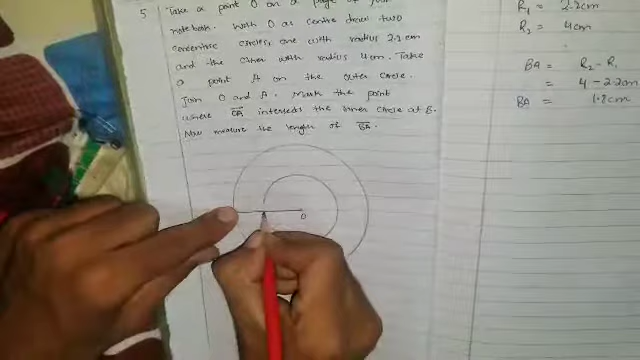 5 Take a point O on a page of your
notebook. With O as centre draw two
concentric circles, one with radius 2.2 cm
and the other with radius 4cm. Take
a point A on the outer circle.
Join O and A. Mark the point
where OA intersects the inner circle at B.
Now measure the length of BA.
O
R₁ = 2.2cm
R₂ = 4cm
BA = R₂ - R₁
= 4 - 2.2cm
BA = 1.8cm